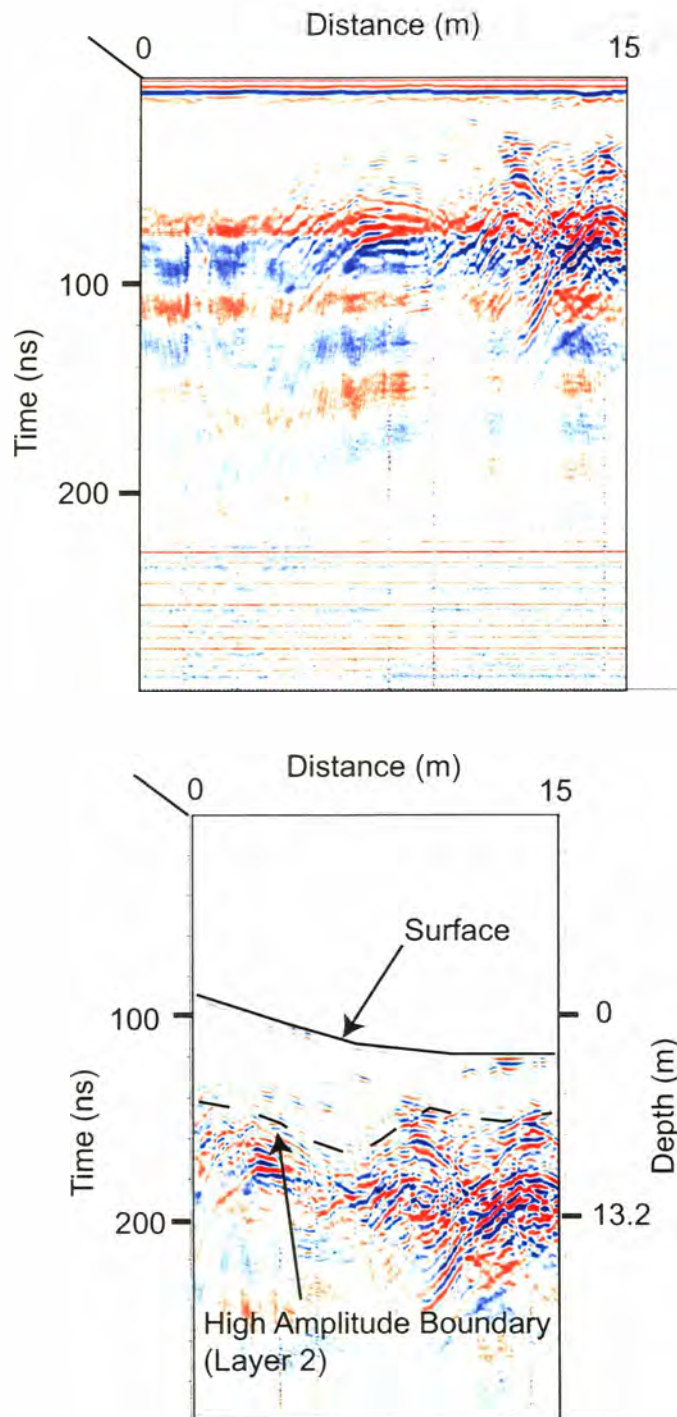 Distance (m)
0 15
100
Time (ns)
200
Distance (m)
0 15
Surface
100 0
Time (ns)
Depth (m)
200 13.2
High Amplitude Boundary
(Layer 2)